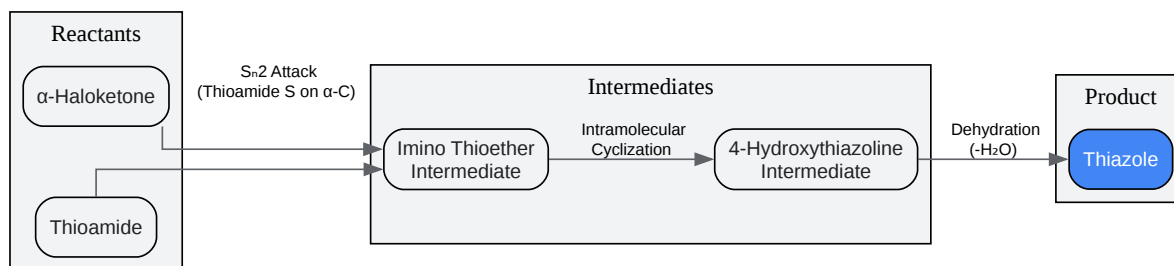 Reactants
α-Haloketone
Thioamide
Sₙ2 Attack
(Thioamide S on α-C)
Intermediates
Imino Thioether
Intermediate
Intramolecular
Cyclization
4-Hydroxythiazoline
Intermediate
Dehydration
(-H₂O)
Product
Thiazole